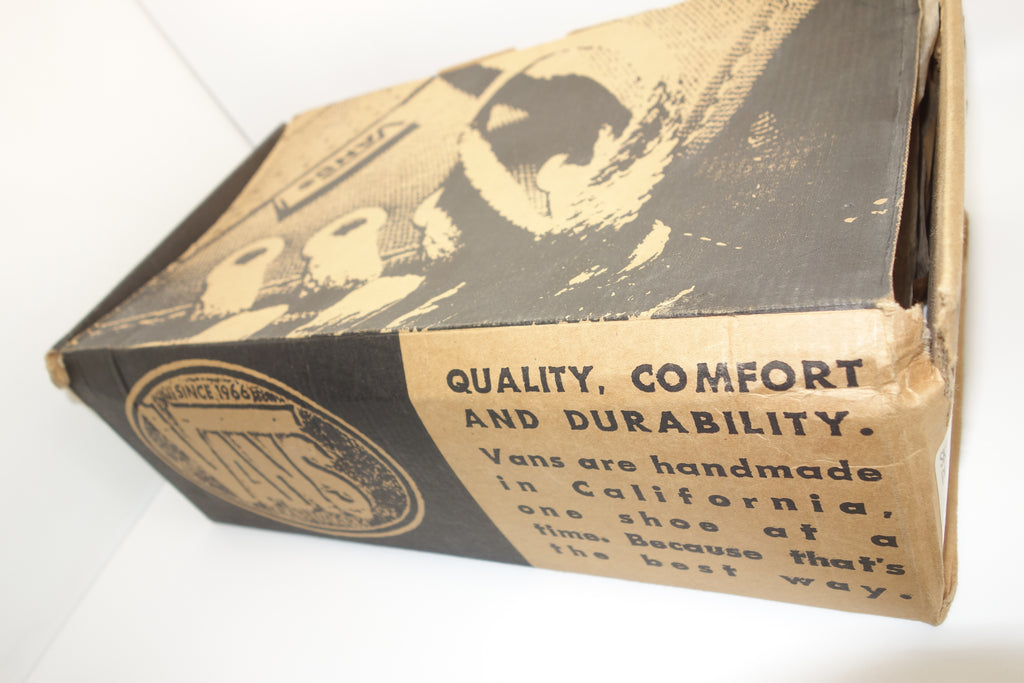 VANS
SINCE 1966
VANS
QUALITY, COMFORT
AND DURABILITY.
Vans are handmade
in California,
one shoe at a
time. Because that's
the best way.